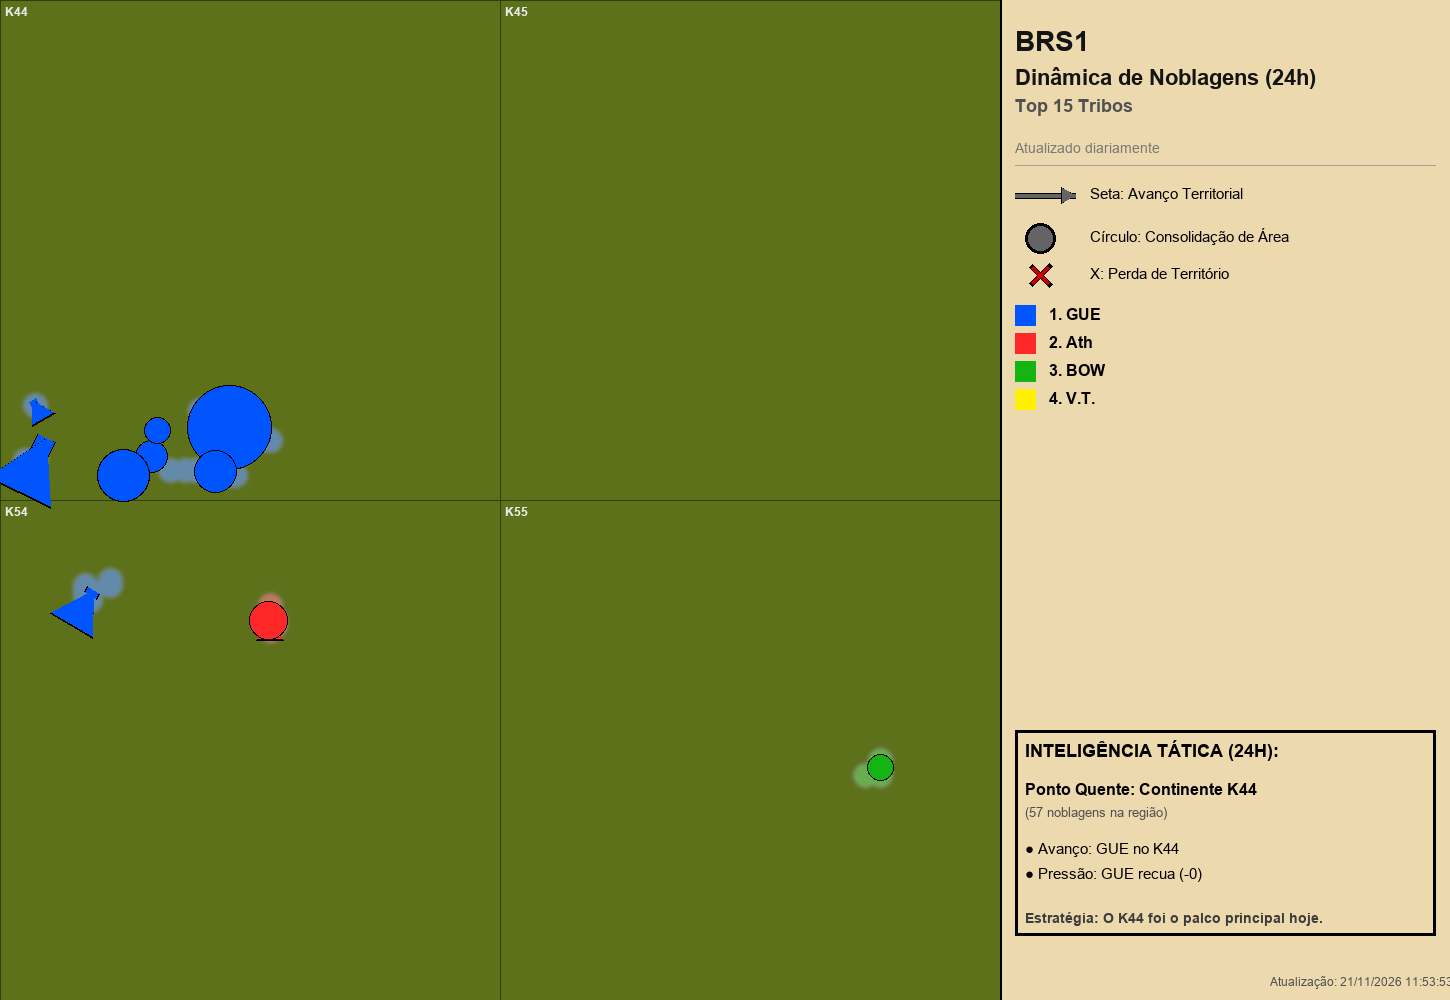 K44
K45
K54
K55
BRS1
Dinâmica de Noblagens (24h)
Top 15 Tribos
Atualizado diariamente
Seta: Avanço Territorial
Círculo: Consolidação de Área
X: Perda de Território
1. GUE
2. Ath
3. BOW
4. V.T.
INTELIGÊNCIA TÁTICA (24H):
Ponto Quente: Continente K44
(57 noblagens na região)
● Avanço: GUE no K44
● Pressão: GUE recua (-0)
Estratégia: O K44 foi o palco principal hoje.
Atualização: 21/11/2026 11:53:53